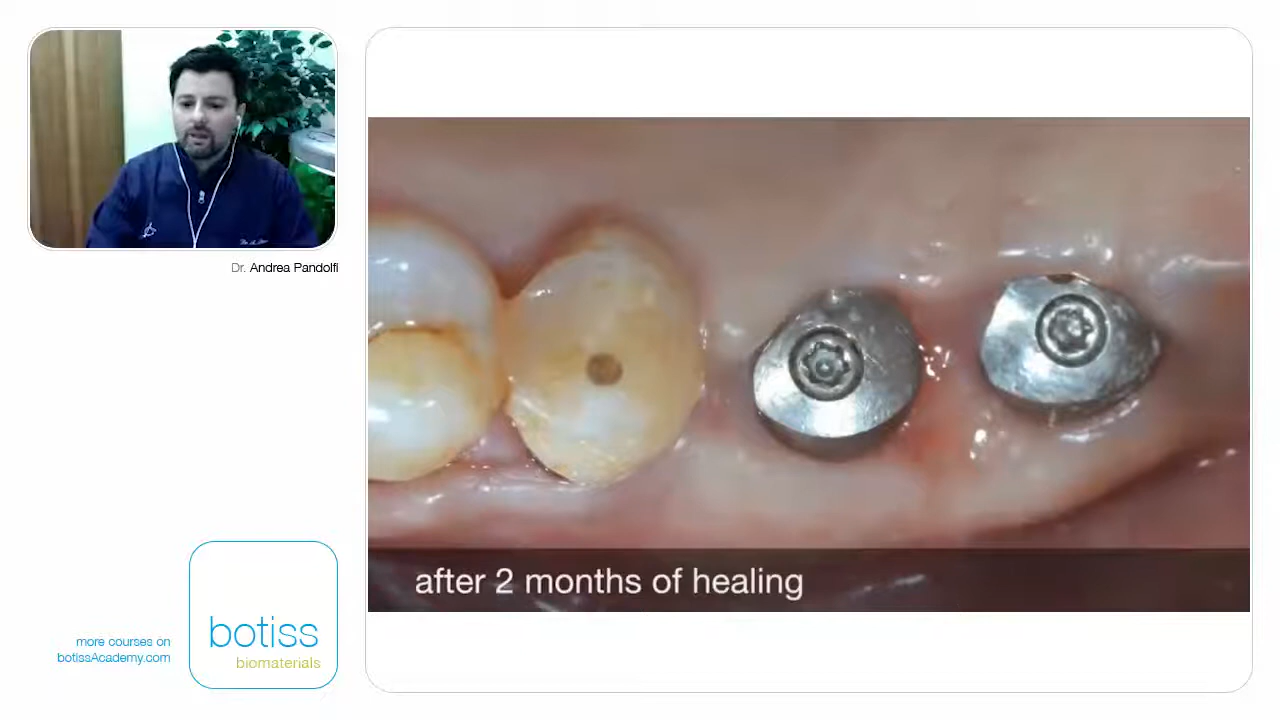 Dr. Andrea Pandolfi
after 2 months of healing
more courses on
botissAcademy.com
botiss
biomaterials